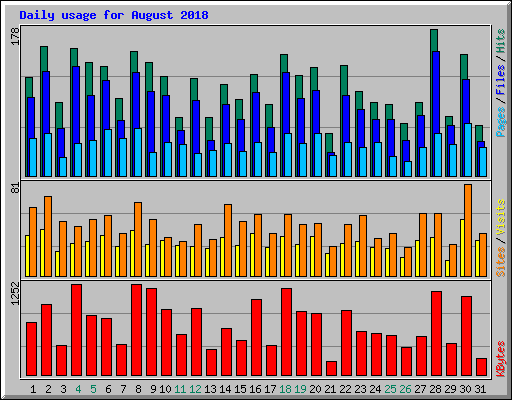 Daily usage for August 2018
178
Pages / Files / Hits
81
Sites / Visits
1252
KBytes
1 2 3 4 5 6 7 8 9 10 11 12 13 14 15 16 17 18 19 20 21 22 23 24 25 26 27 28 29 30 31